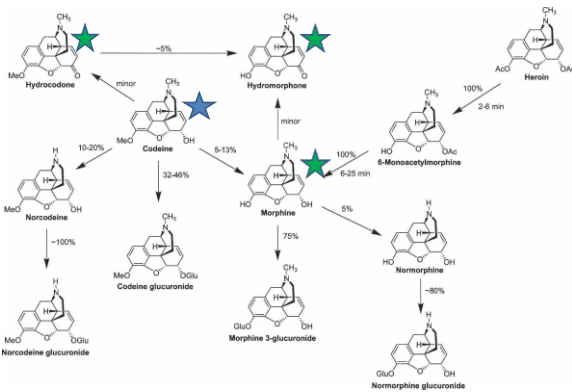 CH₃
N
H
MeO
O
O
Hydrocodone
~5%
CH₃
N
H
HO
O
O
Hydromorphone
CH₃
N
H
AcO
O
OAc
Heroin
minor
minor
100%
2-6 min
CH₃
N
H
MeO
O
OH
Codeine
CH₃
N
H
HO
O
OAc
6-Monoacetylmorphine
10-20%
32-46%
5-13%
100%
6-25 min
H
N
H
MeO
O
OH
Norcodeine
CH₃
N
H
HO
O
OH
Morphine
~100%
75%
5%
CH₃
N
H
MeO
O
OGlu
Codeine glucuronide
H
N
H
HO
O
OH
Normorphine
~80%
H
N
H
MeO
O
OGlu
Norcodeine glucuronide
CH₃
N
H
GluO
O
OH
Morphine 3-glucuronide
H
N
H
GluO
O
OH
Normorphine glucuronide